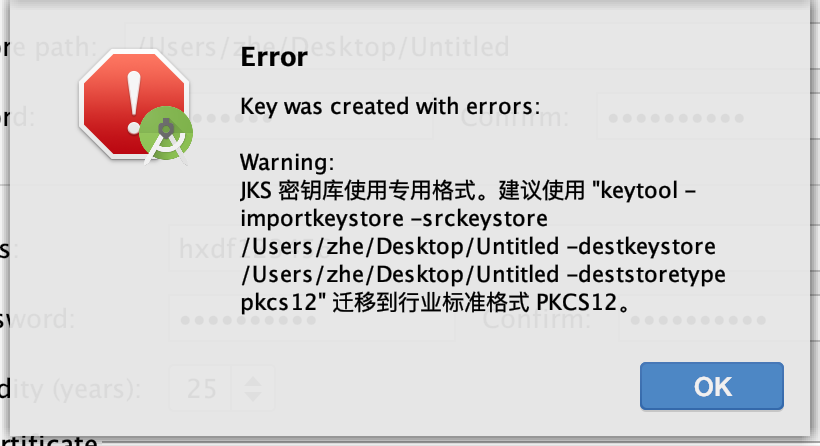 re path: /Users/zhe/Desktop/Untitled
Error
Key was created with errors:
rd: Confirm:
Warning:
JKS 密钥库使用专用格式。建议使用 "keytool -
importkeystore -srckeystore
/Users/zhe/Desktop/Untitled -destkeystore
/Users/zhe/Desktop/Untitled -deststoretype
pkcs12" 迁移到行业标准格式 PKCS12。
s:
sword: Confirm:
dity (years): 25
OK
rtificate